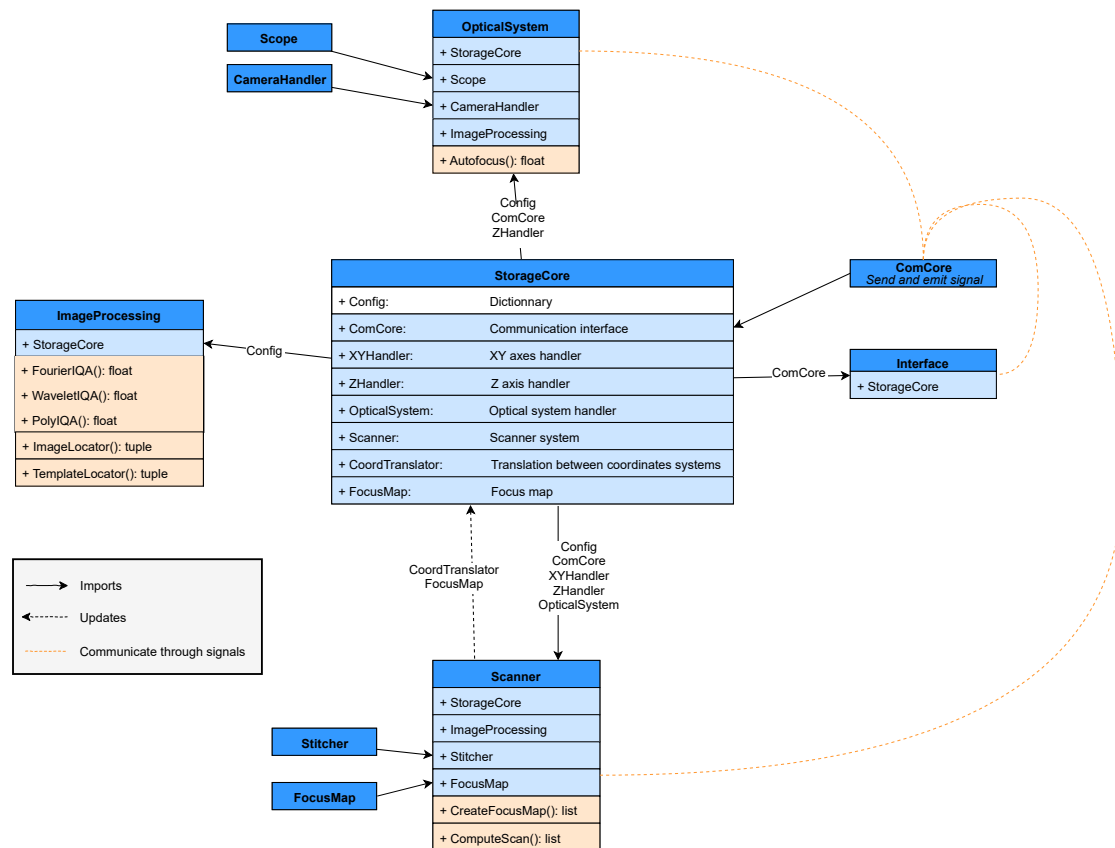 OpticalSystem
+ StorageCore
+ Scope
+ CameraHandler
+ ImageProcessing
+ Autofocus(): float
Scope
CameraHandler
Config
ComCore
ZHandler
ComCore
Send and emit signal
StorageCore
+ Config: Dictionnary
+ ComCore: Communication interface
+ XYHandler: XY axes handler
+ ZHandler: Z axis handler
+ OpticalSystem: Optical system handler
+ Scanner: Scanner system
+ CoordTranslator: Translation between coordinates systems
+ FocusMap: Focus map
ImageProcessing
+ StorageCore
+ FourierIQA(): float
+ WaveletIQA(): float
+ PolyIQA(): float
+ ImageLocator(): tuple
+ TemplateLocator(): tuple
Config
ComCore
Interface
+ StorageCore
CoordTranslator
FocusMap
Config
ComCore
XYHandler
ZHandler
OpticalSystem
Imports
Updates
Communicate through signals
Scanner
+ StorageCore
+ ImageProcessing
+ Stitcher
+ FocusMap
+ CreateFocusMap(): list
+ ComputeScan(): list
Stitcher
FocusMap